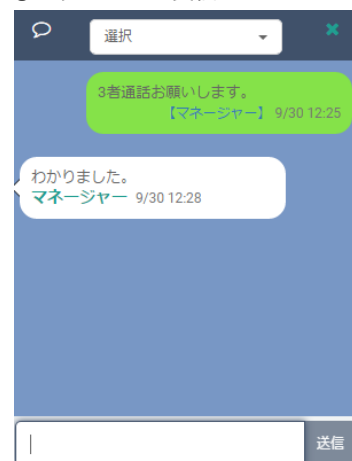 選択
3者通話お願いします。
【マネージャー】 9/30 12:25
わかりました。
マネージャー 9/30 12:28
送信